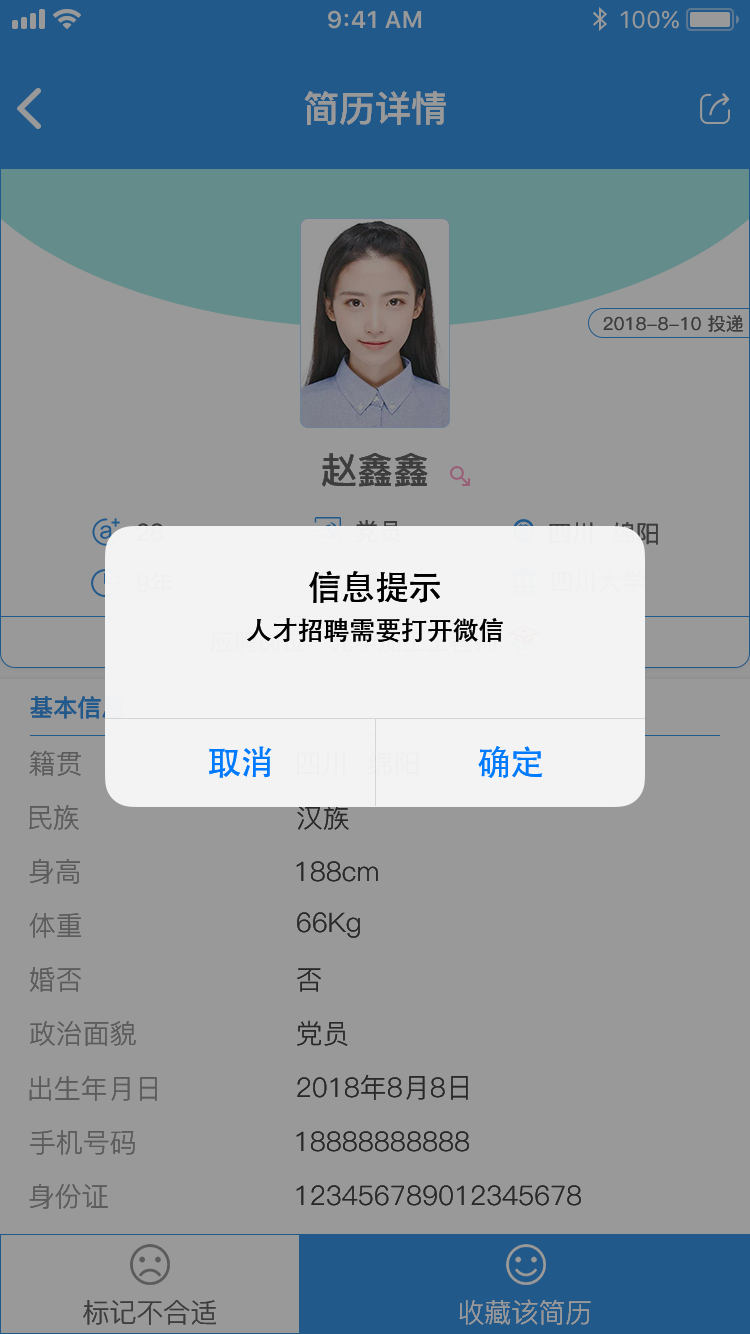 9:41 AM 100%
简历详情
2018-8-10 投递
赵鑫鑫
28 党员 四川 绵阳
9年 四川大学
信息提示
人才招聘需要打开微信
基本信息
取消 确定
籍贯 四川 绵阳
民族 汉族
身高 188cm
体重 66Kg
婚否 否
政治面貌 党员
出生年月日 2018年8月8日
手机号码 18888888888
身份证 123456789012345678
标记不合适 收藏该简历